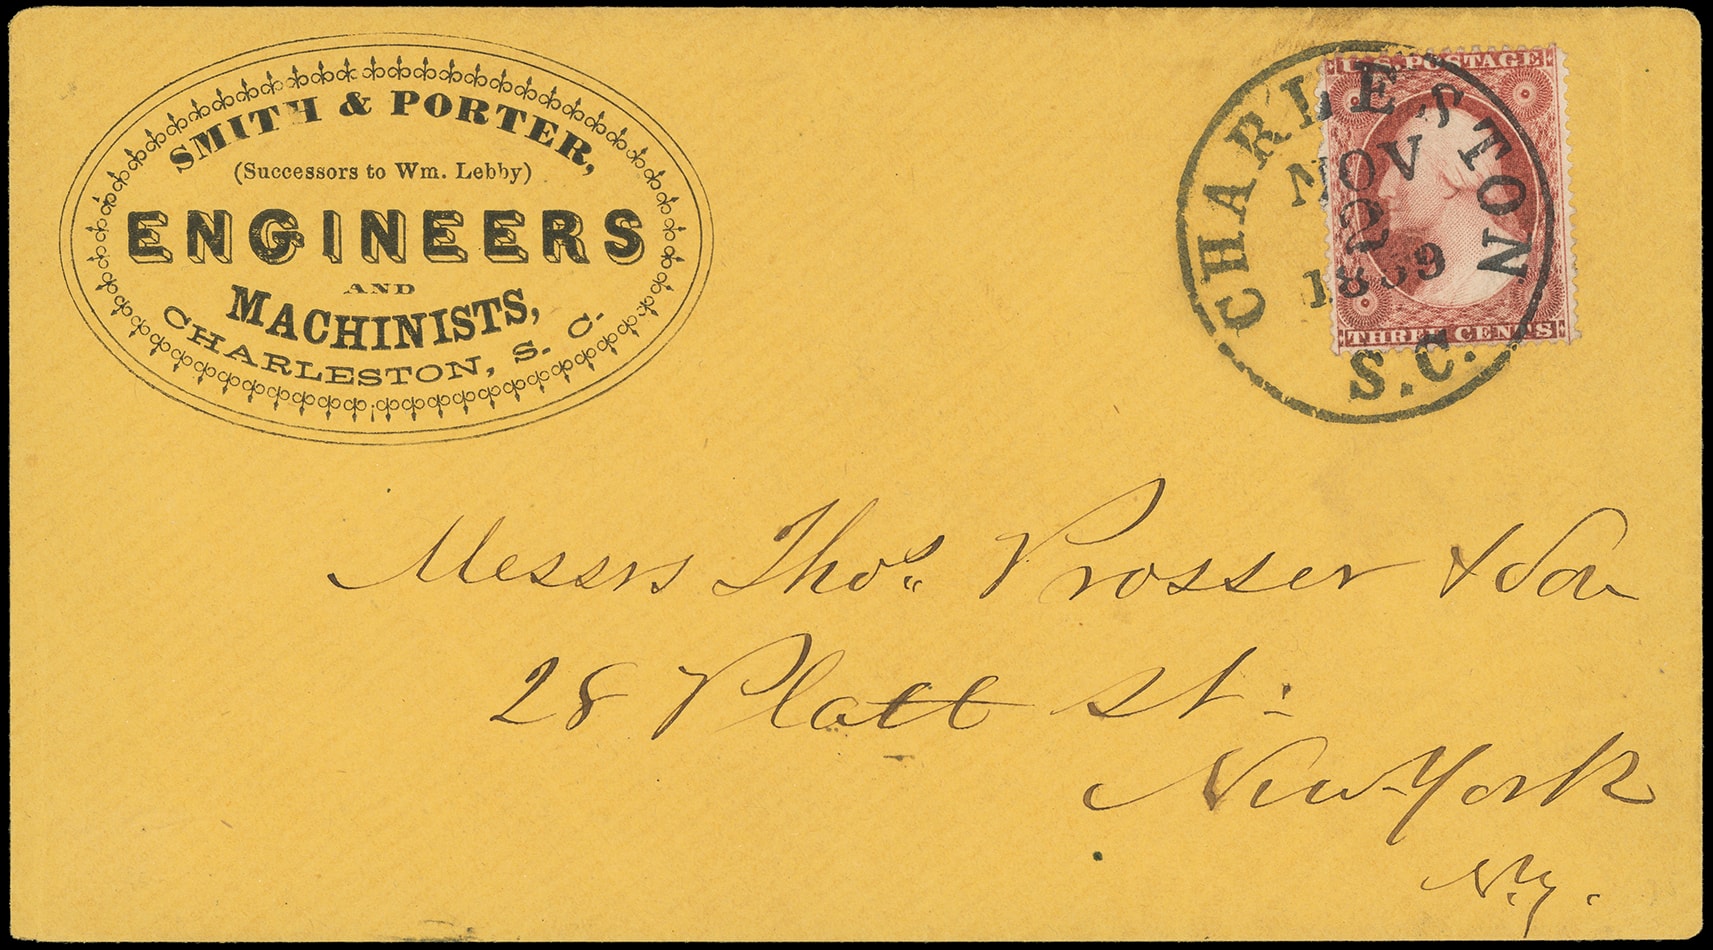 SMITH & PORTER,
(Successors to Wm. Lebby)
ENGINEERS
AND
MACHINISTS,
CHARLESTON, S. C.
U.S. POSTAGE
THREE CENTS
CHARLESTON
NOV
2
1859
S.C.
Messrs Thos. Prosser & Son
28 Platt St.
New York
N.Y.